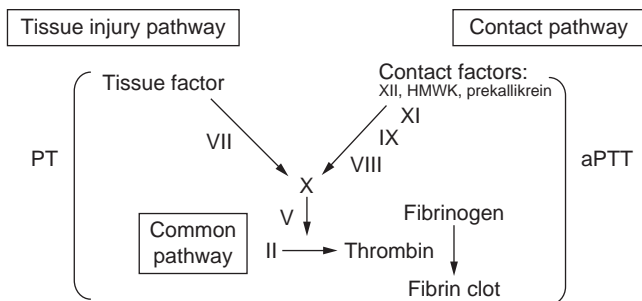 Tissue injury pathway
Contact pathway
Tissue factor
Contact factors:
XII, HMWK, prekallikrein
XI
VII
IX
VIII
PT
aPTT
X
V
Fibrinogen
Common
pathway
II
Thrombin
Fibrin clot